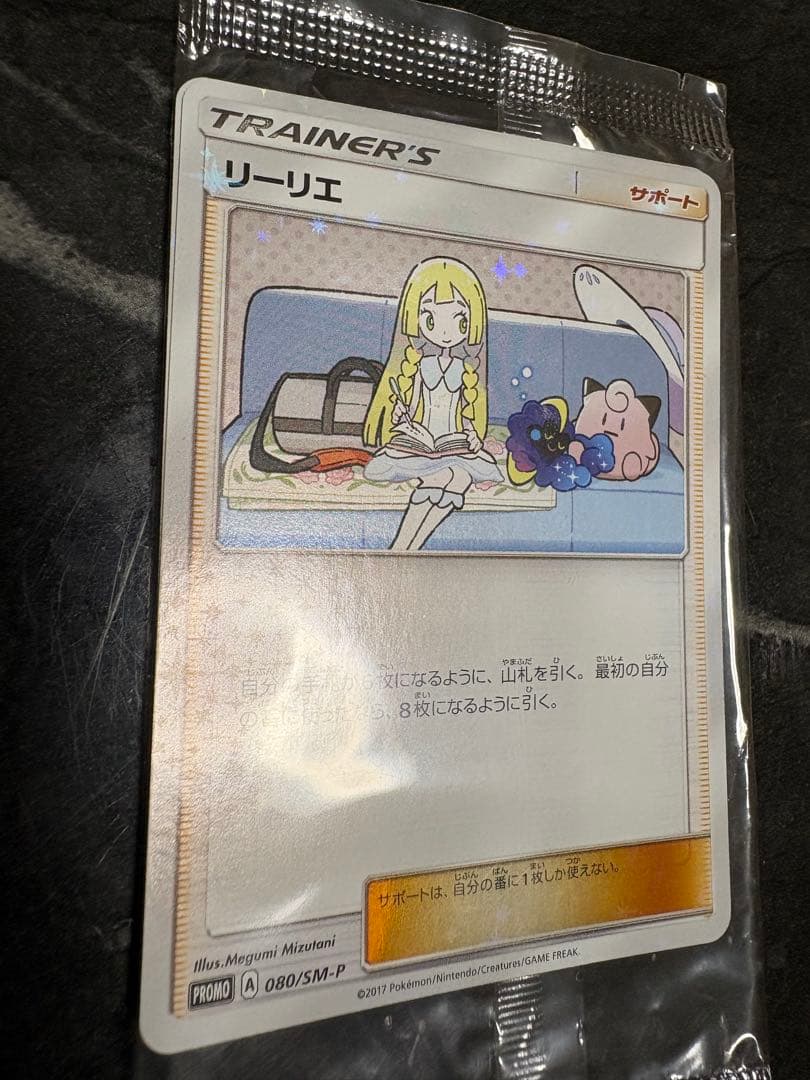 TRAINER'S
リーリエ
サポート
自分 手 枚になるように、山札を引く。最初の自分
の 8枚になるように引く。
サポートは、自分の番に1枚しか使えない。
Illus. Megumi Mizutani
PROMO A 080/SM-P
©2017 Pokémon/Nintendo/Creatures/GAME FREAK.